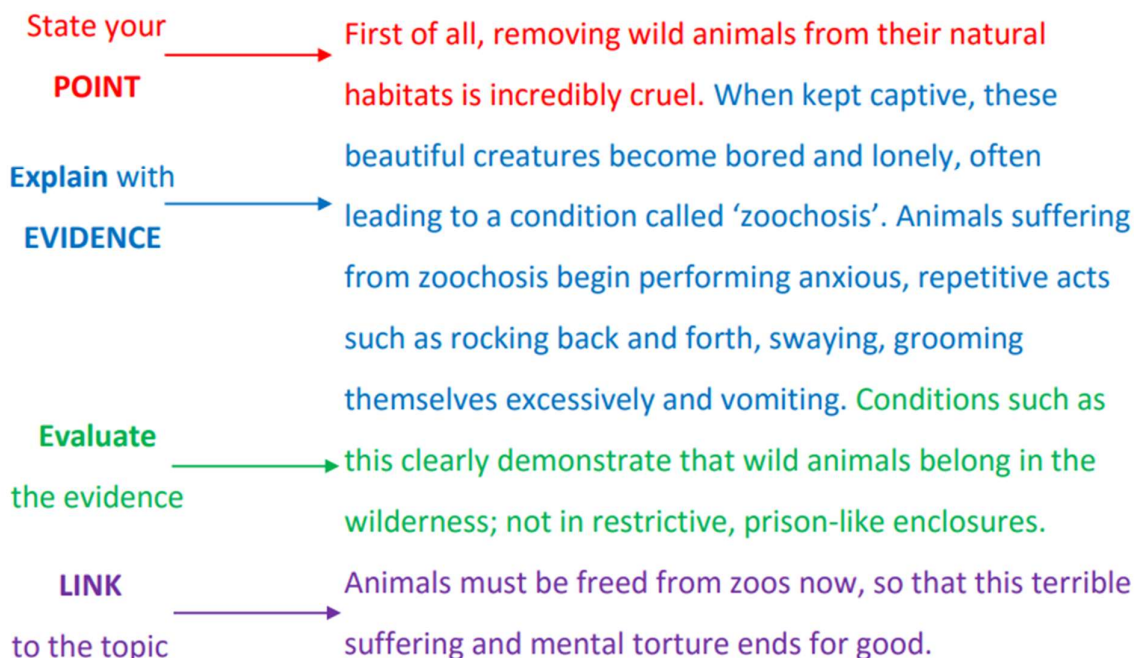 State your
POINT
First of all, removing wild animals from their natural
habitats is incredibly cruel. When kept captive, these
Explain with
EVIDENCE
beautiful creatures become bored and lonely, often
leading to a condition called ‘zoochosis’. Animals suffering
from zoochosis begin performing anxious, repetitive acts
such as rocking back and forth, swaying, grooming
themselves excessively and vomiting. Conditions such as
Evaluate
the evidence
this clearly demonstrate that wild animals belong in the
wilderness; not in restrictive, prison-like enclosures.
LINK
to the topic
Animals must be freed from zoos now, so that this terrible
suffering and mental torture ends for good.